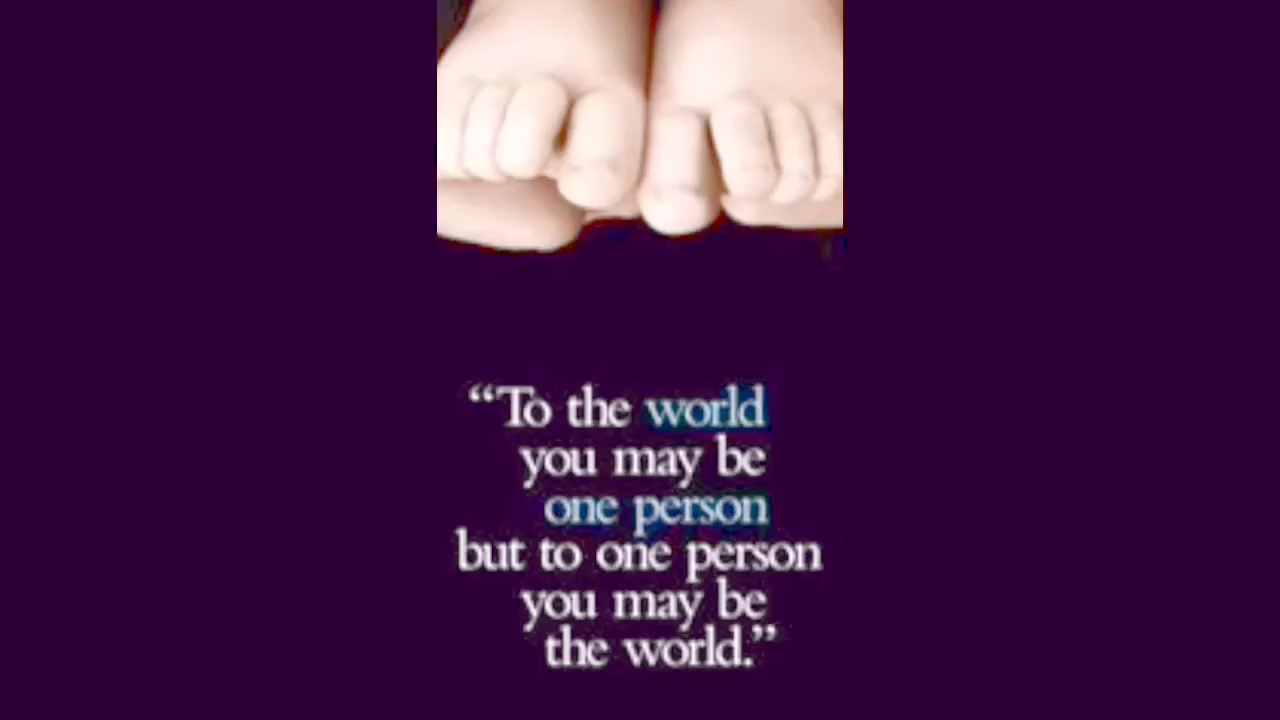 “To the world
you may be
one person
but to one person
you may be
the world.”